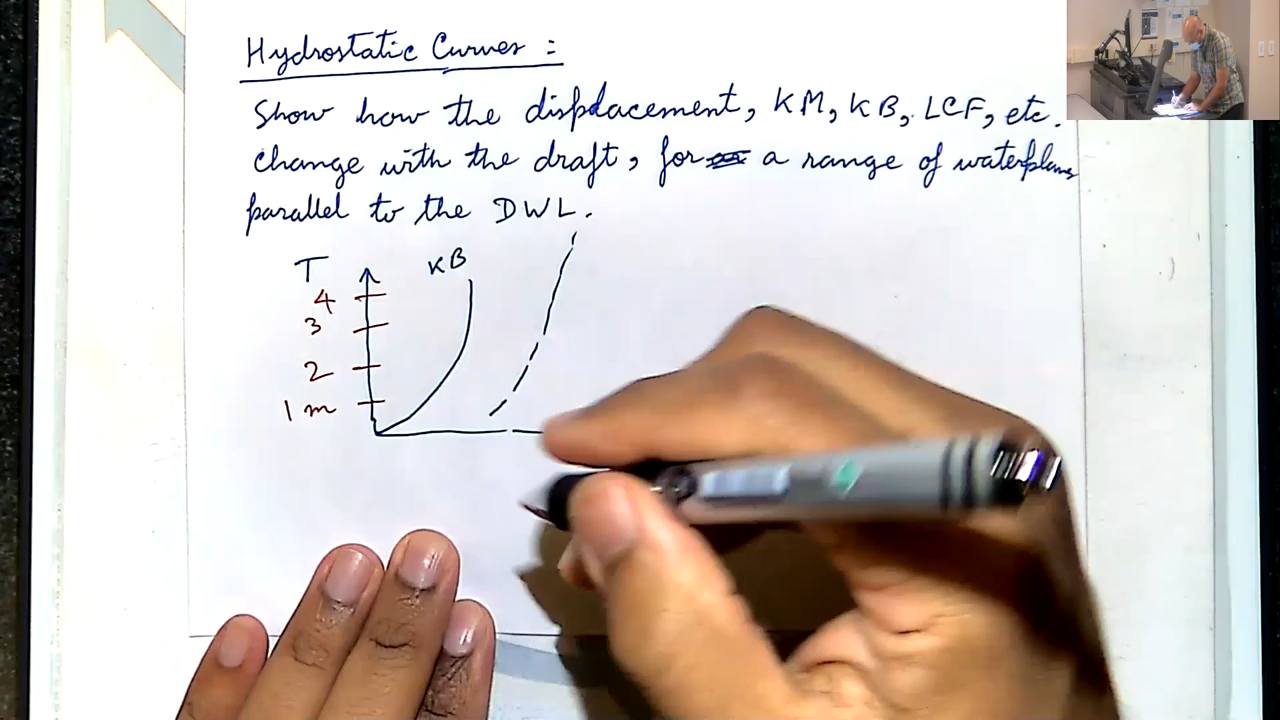 Hydrostatic Curves :
Show how the displacement, KM, KB, LCF, etc.
change with the draft, for a range of waterplanes
parallel to the DWL.
T
KB
4
3
2
1 m